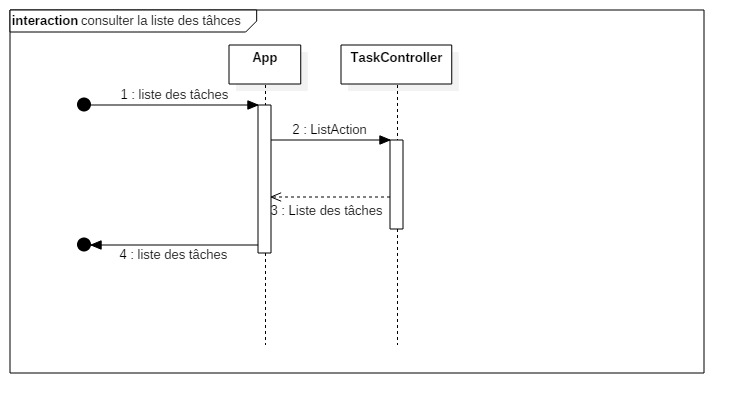 interaction consulter la liste des tâhces
App
TaskController
1 : liste des tâches
2 : ListAction
3 : Liste des tâches
4 : liste des tâches